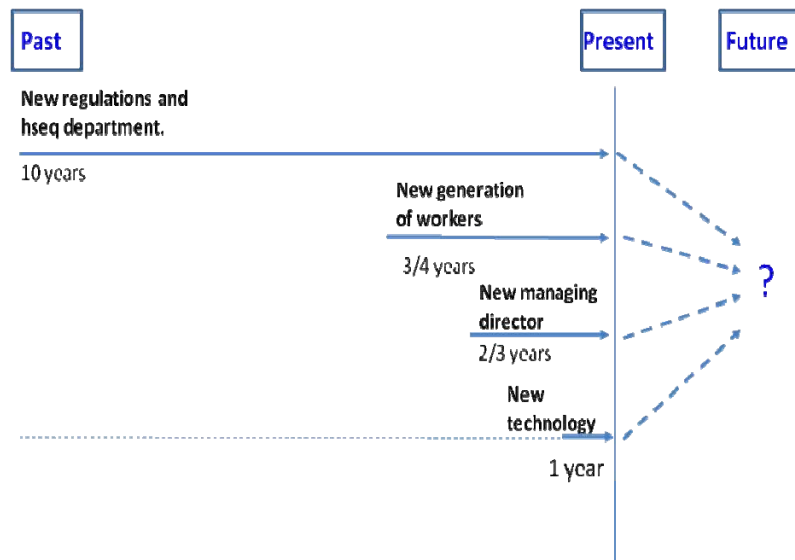 Past
Present
Future
New regulations and
hseq department.
10 years
New generation
of workers
3/4 years
New managing
director
2/3 years
New
technology
1 year
?